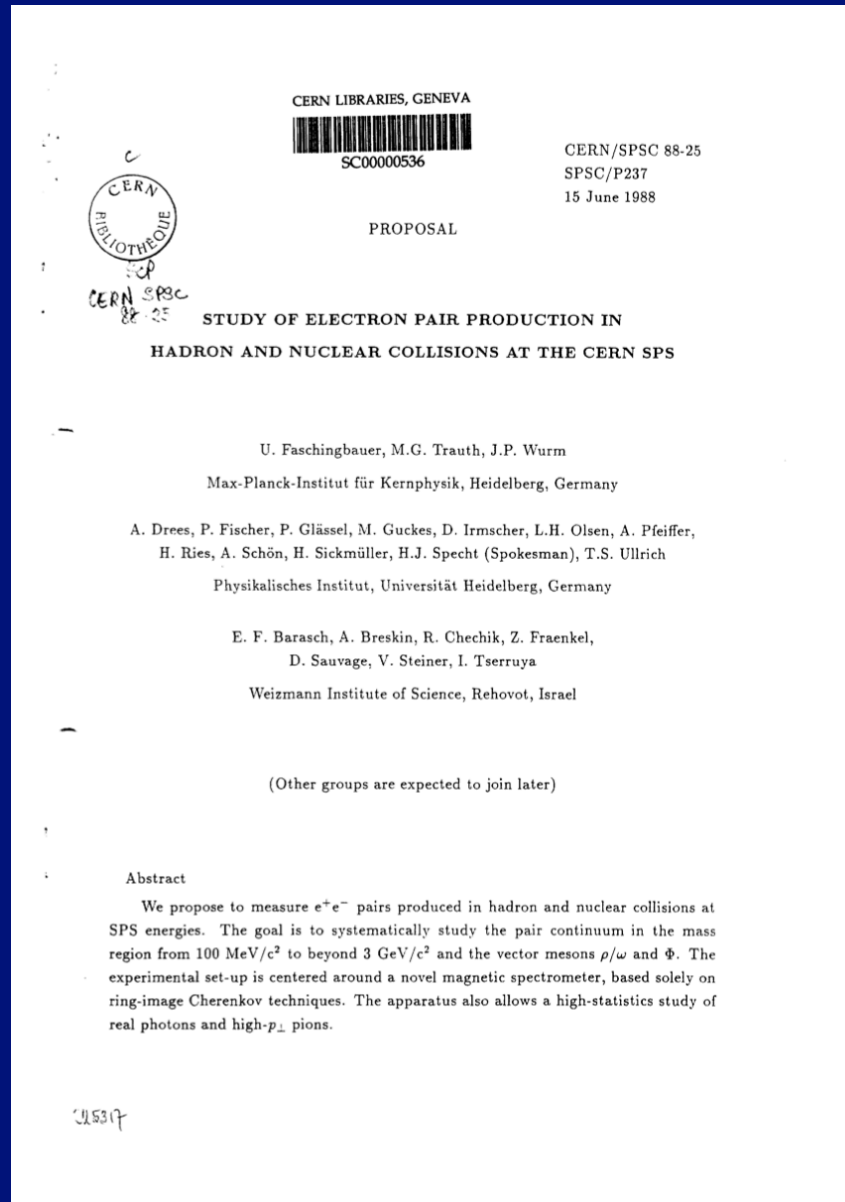 CERN LIBRARIES, GENEVA
SC00000536
CERN/SPSC 88-25
SPSC/P237
15 June 1988
C
CERN
BIBLIOTHÈQUE
PROPOSAL
SCP
CERN SPSC
88-25
STUDY OF ELECTRON PAIR PRODUCTION IN
HADRON AND NUCLEAR COLLISIONS AT THE CERN SPS
U. Faschingbauer, M.G. Trauth, J.P. Wurm
Max-Planck-Institut für Kernphysik, Heidelberg, Germany
A. Drees, P. Fischer, P. Glässel, M. Guckes, D. Irmscher, L.H. Olsen, A. Pfeiffer,
H. Ries, A. Schön, H. Sickmüller, H.J. Specht (Spokesman), T.S. Ullrich
Physikalisches Institut, Universität Heidelberg, Germany
E. F. Barasch, A. Breskin, R. Chechik, Z. Fraenkel,
D. Sauvage, V. Steiner, I. Tserruya
Weizmann Institute of Science, Rehovot, Israel
(Other groups are expected to join later)
Abstract
We propose to measure e⁺e⁻ pairs produced in hadron and nuclear collisions at
SPS energies. The goal is to systematically study the pair continuum in the mass
region from 100 MeV/c² to beyond 3 GeV/c² and the vector mesons ρ/ω and Φ. The
experimental set-up is centered around a novel magnetic spectrometer, based solely on
ring-image Cherenkov techniques. The apparatus also allows a high-statistics study of
real photons and high-p⊥ pions.